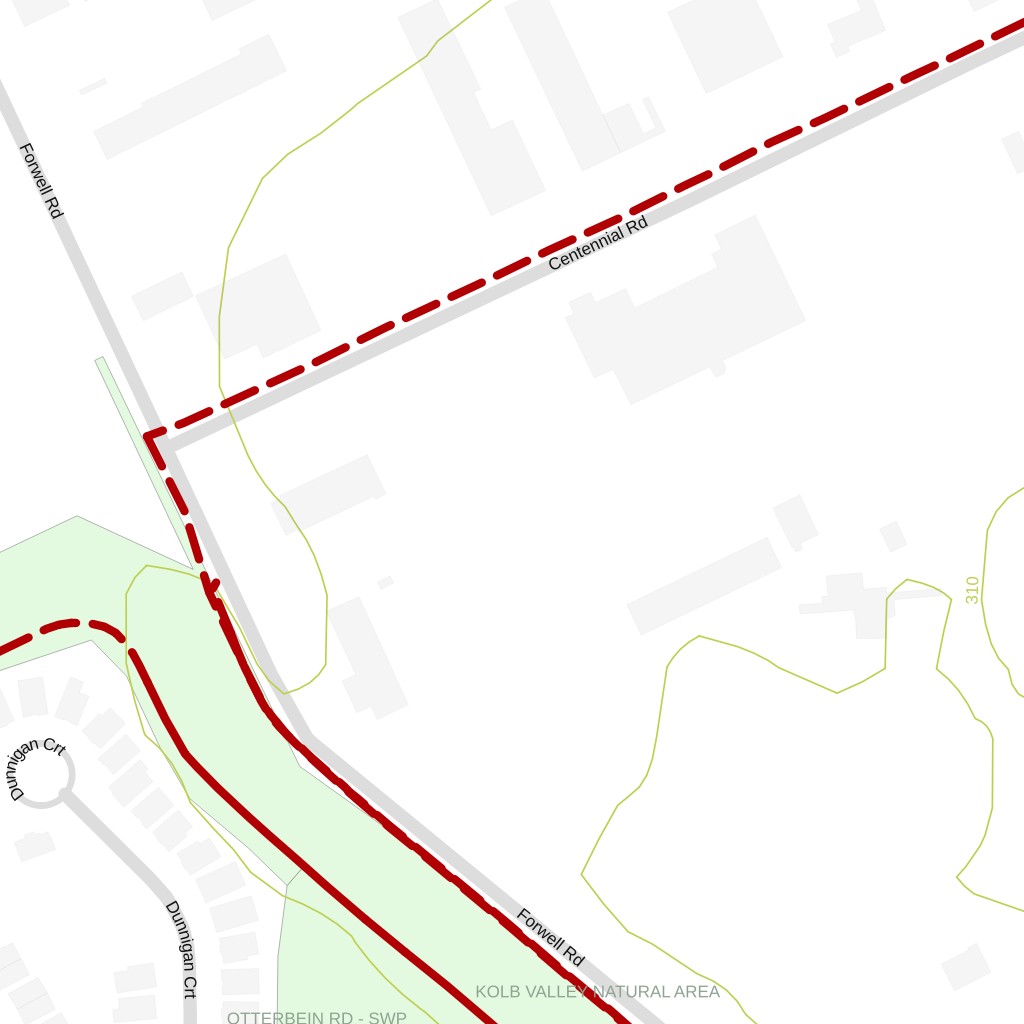 Forwell Rd
Centennial Rd
310
Dunnigan Crt
Dunnigan Crt
Forwell Rd
KOLB VALLEY NATURAL AREA
OTTERBEIN RD - SWP